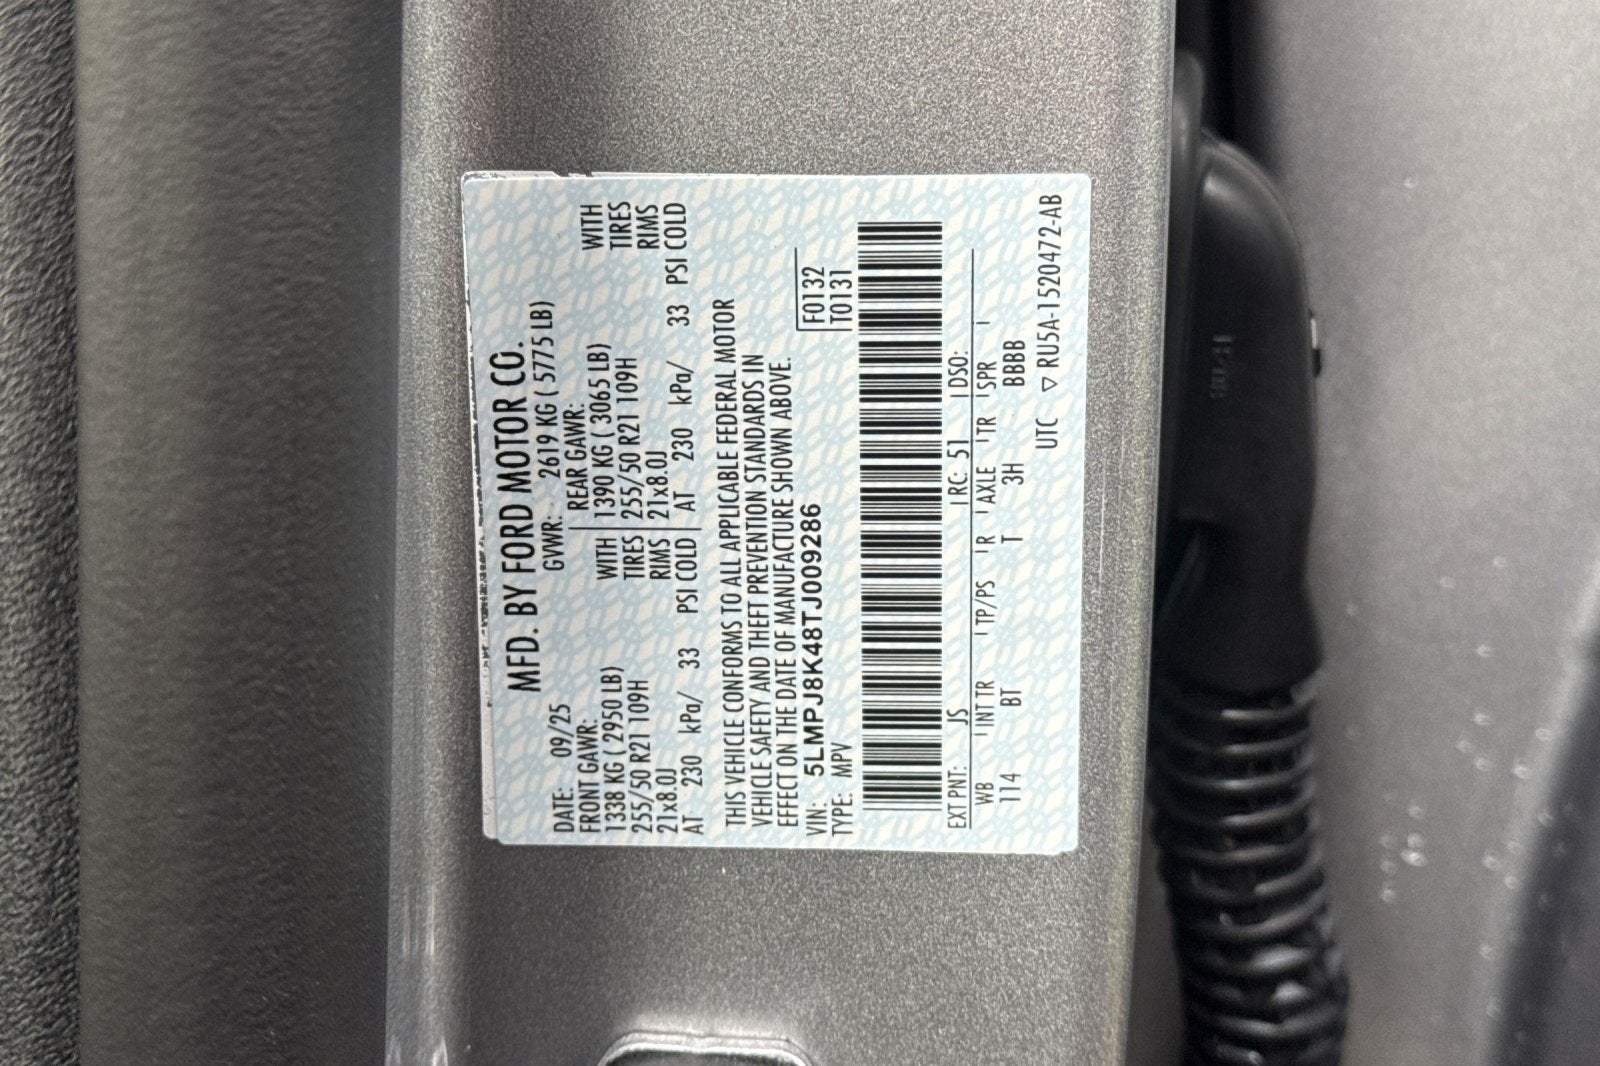 MFD. BY FORD MOTOR CO.
DATE: 09/25 GVWR: 2619 KG ( 5775 LB)
FRONT GAWR: REAR GAWR:
1338 KG ( 2950 LB) WITH 1390 KG ( 3065 LB) WITH
255/50 R21 109H TIRES 255/50 R21 109H TIRES
21x8.0J RIMS 21x8.0J RIMS
AT 230 kPa/ 33 PSI COLD AT 230 kPa/ 33 PSI COLD
THIS VEHICLE CONFORMS TO ALL APPLICABLE FEDERAL MOTOR
VEHICLE SAFETY AND THEFT PREVENTION STANDARDS IN
EFFECT ON THE DATE OF MANUFACTURE SHOWN ABOVE.
VIN: 5LMPJ8K48TJ009286 F0132
TYPE: MPV T0131
EXT PNT: JS RC: 51 DSO:
WB INT TR TP/PS R AXLE TR SPR
114 BT T 3H BBBB
UTC ▽ RU5A-1520472-AB